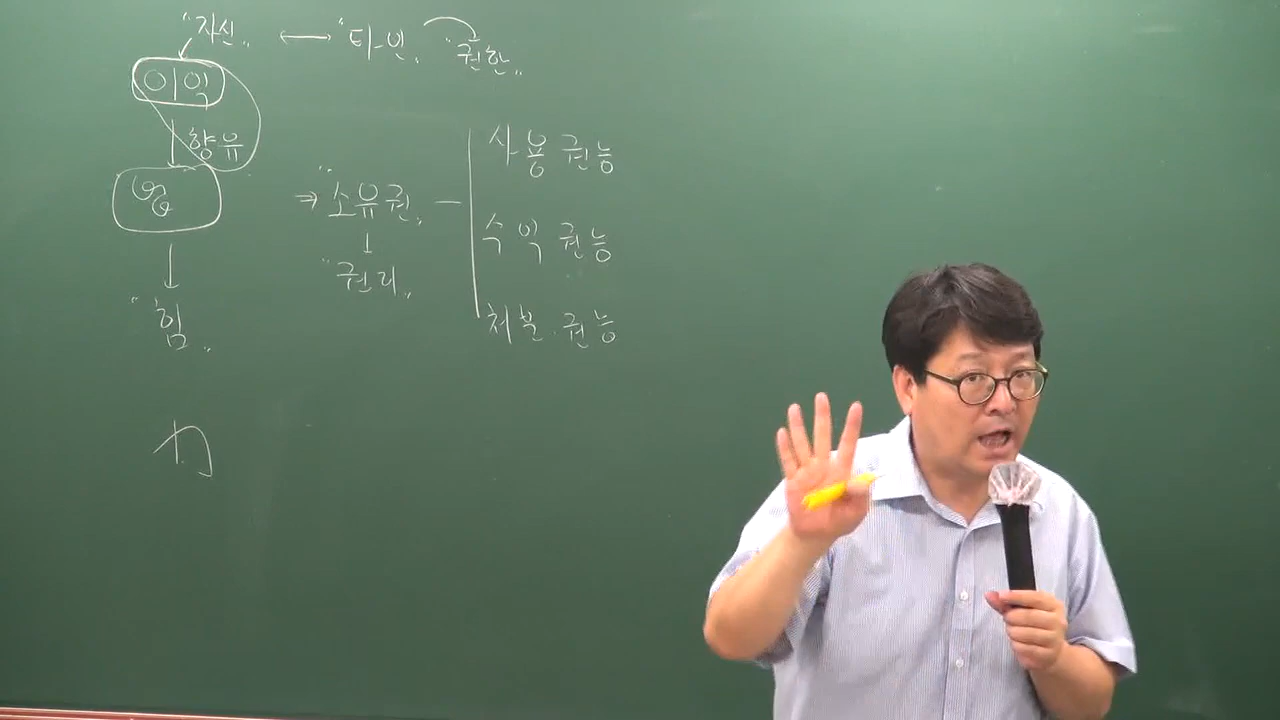 "자신" ↔ "타인" "권한"
이익
향유
사용 권능
⇒ "소유권" —
수익 권능
"권리"
"힘"
처분 권능